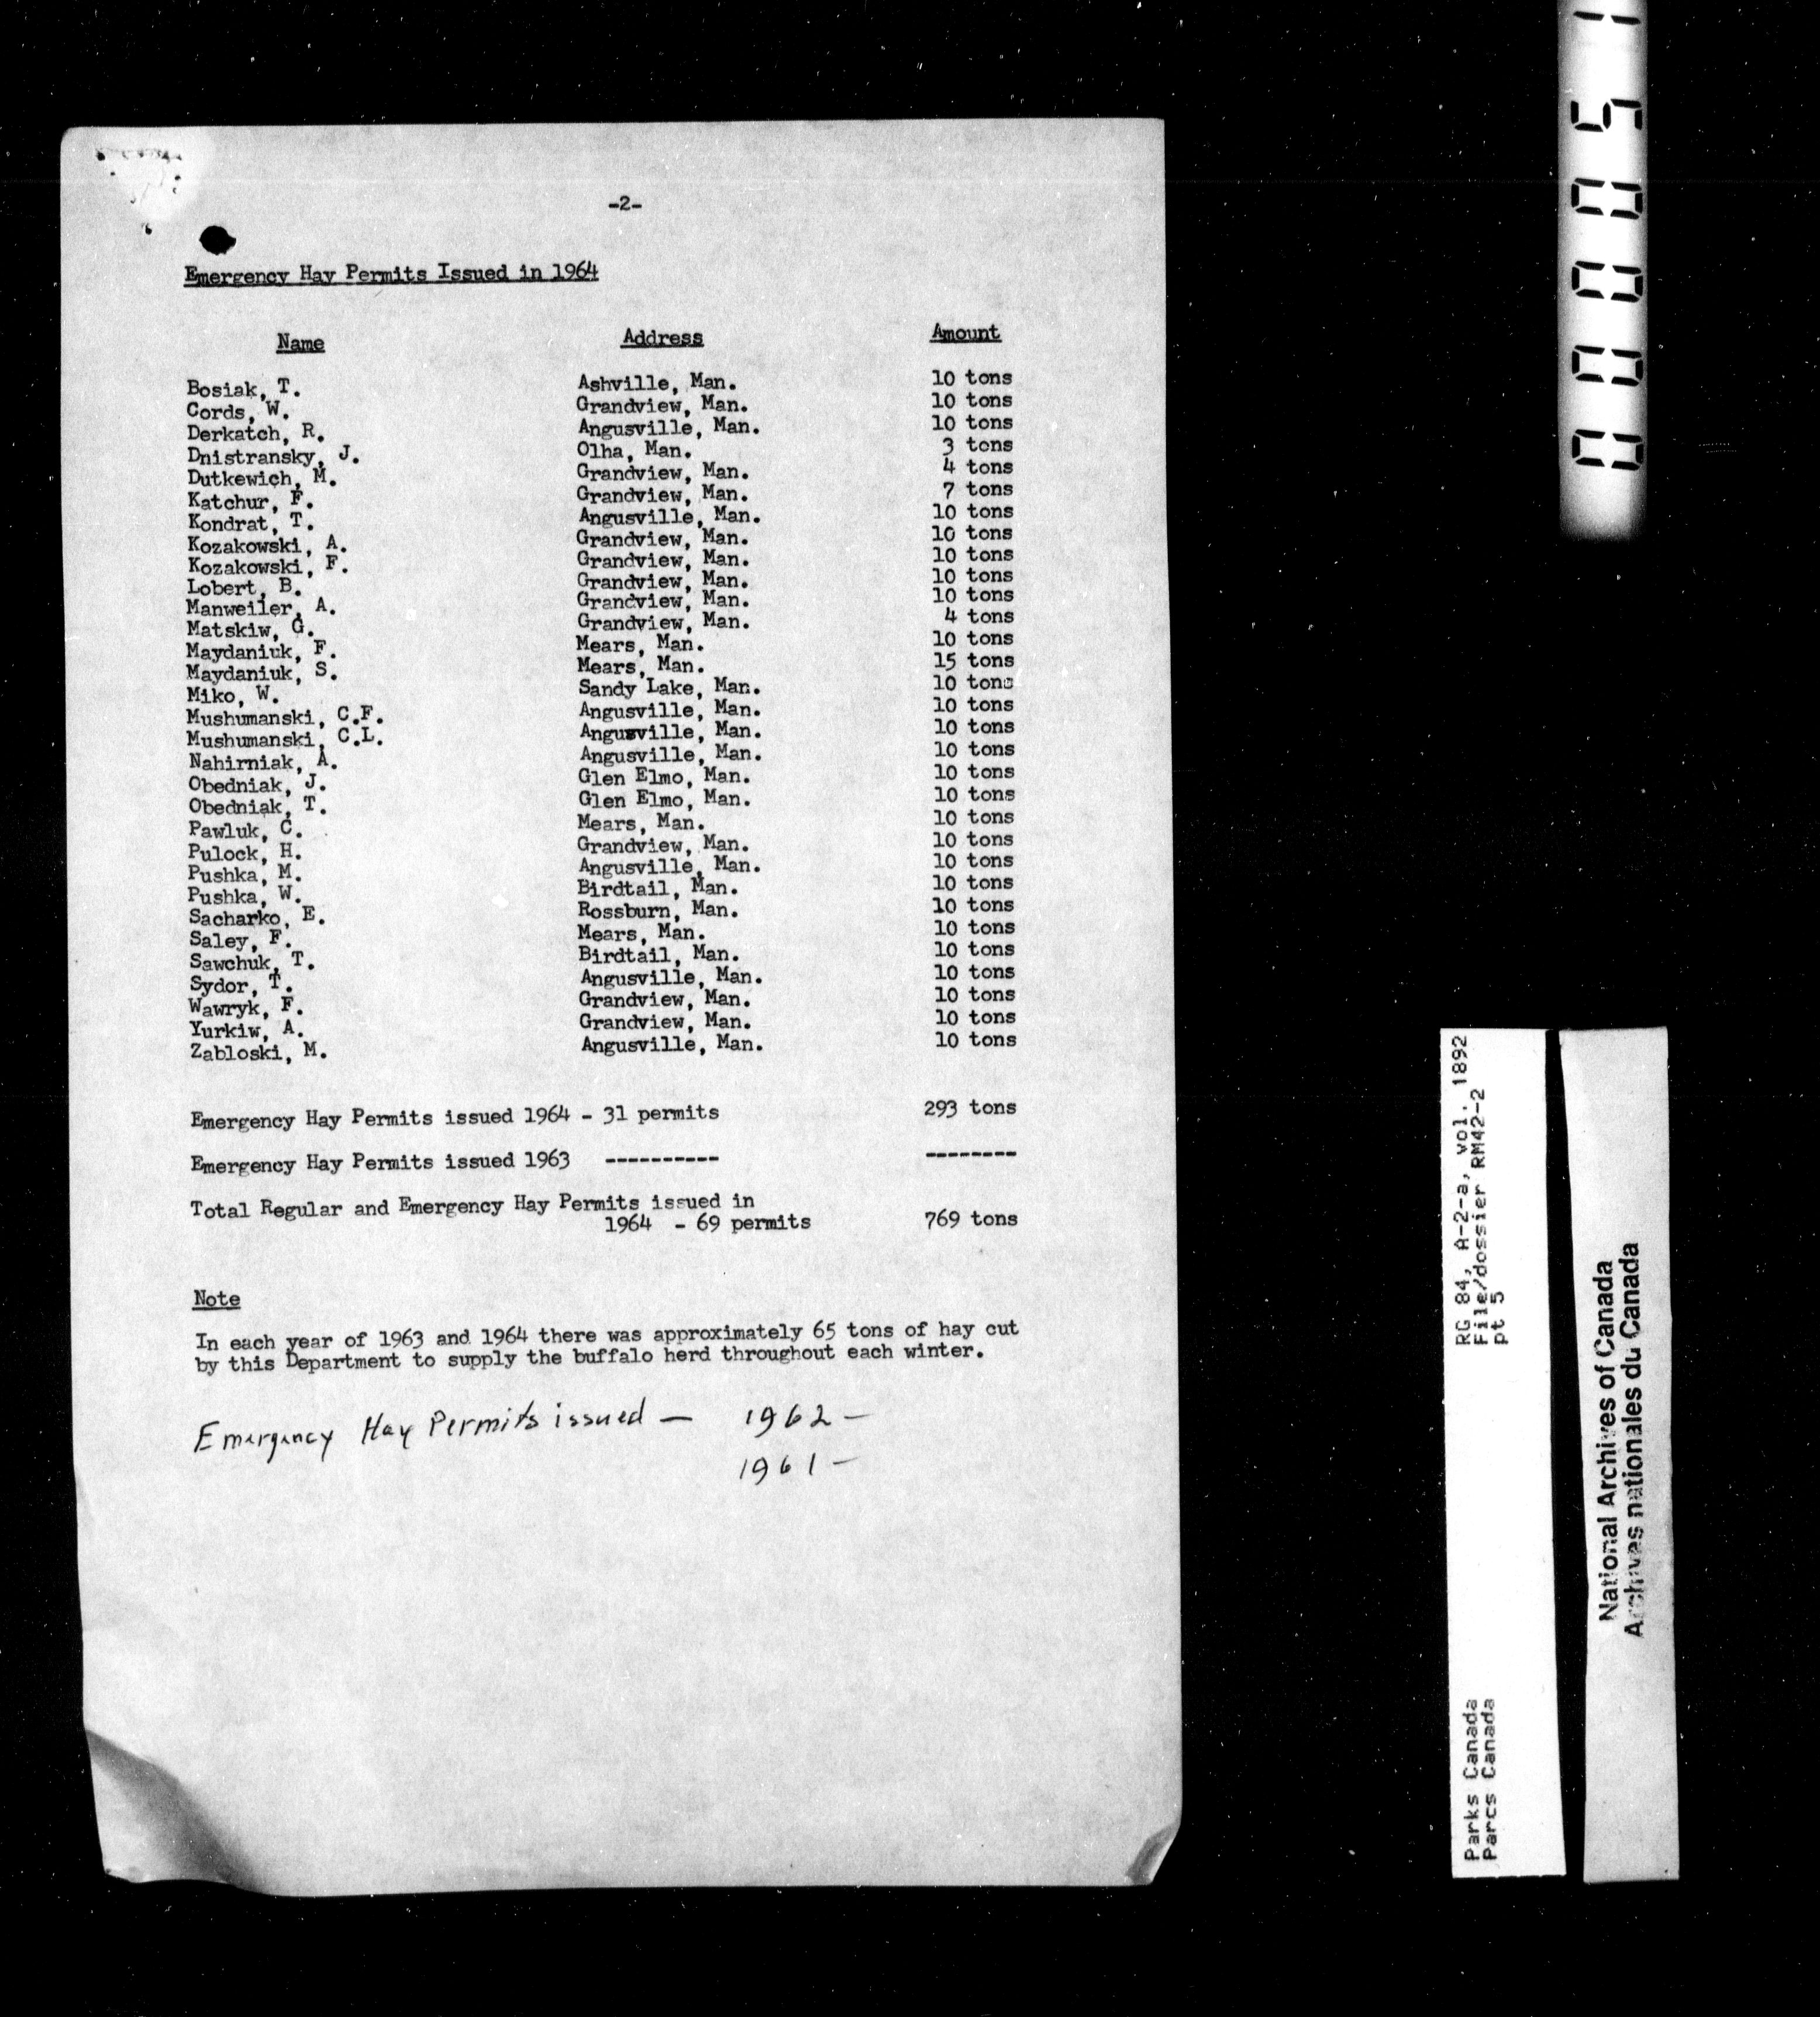 -2-
Emergency Hay Permits Issued in 1964
Name Address Amount
Bosiak, T. Ashville, Man. 10 tons
Cords, W. Grandview, Man. 10 tons
Derkatch, R. Angusville, Man. 10 tons
Dnistransky, J. Olha, Man. 3 tons
Dutkewich, M. Grandview, Man. 4 tons
Katchur, F. Grandview, Man. 7 tons
Kondrat, T. Angusville, Man. 10 tons
Kozakowski, A. Grandview, Man. 10 tons
Kozakowski, F. Grandview, Man. 10 tons
Lobert, B. Grandview, Man. 10 tons
Manweiler, A. Grandview, Man. 10 tons
Matskiw, G. Grandview, Man. 4 tons
Maydaniuk, F. Mears, Man. 10 tons
Maydaniuk, S. Mears, Man. 15 tons
Miko, W. Sandy Lake, Man. 10 tons
Mushumanski, C.F. Angusville, Man. 10 tons
Mushumanski, C.L. Angusville, Man. 10 tons
Nahirniak, A. Angusville, Man. 10 tons
Obedniak, J. Glen Elmo, Man. 10 tons
Obedniak, T. Glen Elmo, Man. 10 tons
Pawluk, C. Mears, Man. 10 tons
Pulock, H. Grandview, Man. 10 tons
Pushka, M. Angusville, Man. 10 tons
Pushka, W. Birdtail, Man. 10 tons
Sacharko, E. Rossburn, Man. 10 tons
Saley, F. Mears, Man. 10 tons
Sawchuk, T. Birdtail, Man. 10 tons
Sydor, T. Angusville, Man. 10 tons
Wawryk, F. Grandview, Man. 10 tons
Yurkiw, A. Grandview, Man. 10 tons
Zabloski, M. Angusville, Man. 10 tons
Emergency Hay Permits issued 1964 - 31 permits 293 tons
Emergency Hay Permits issued 1963 ---------- --------
Total Regular and Emergency Hay Permits issued in
1964 - 69 permits 769 tons
Note
In each year of 1963 and 1964 there was approximately 65 tons of hay cut
by this Department to supply the buffalo herd throughout each winter.
Emergency Hay Permits issued — 1962 —
1961 —
RG 84, A-2-a, vol. 1892
File/dossier RM42-2
pt 5
Parks Canada
Parcs Canada
National Archives of Canada
Archives nationales du Canada
000051